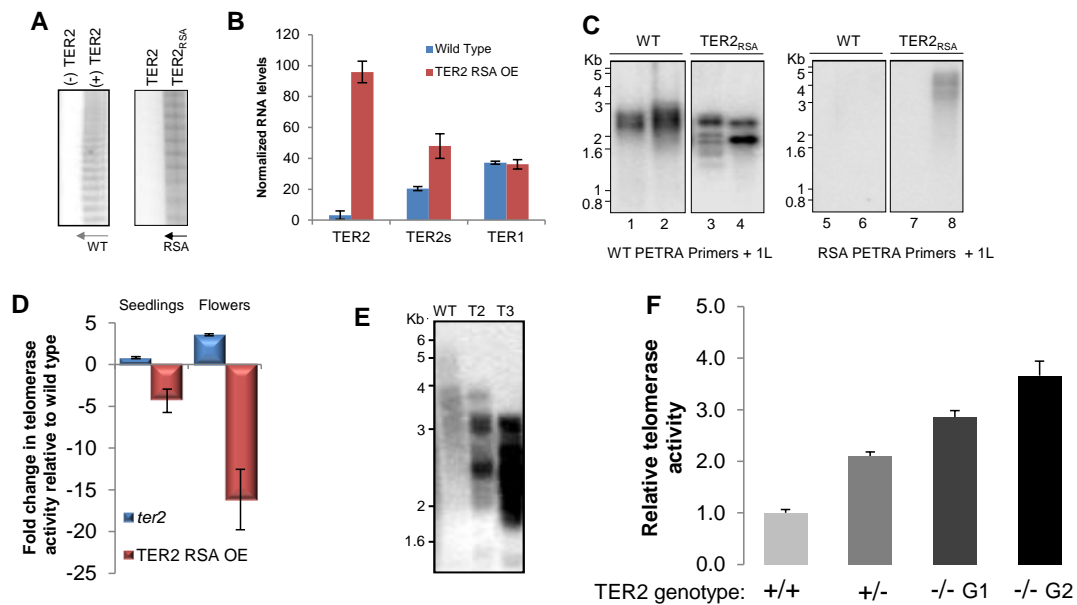 A
(-) TER2
(+) TER2
TER2
TER2RSA
WT
RSA
B
Normalized RNA levels
120
100
80
60
40
20
0
Wild Type
TER2 RSA OE
TER2
TER2s
TER1
C
WT
TER2RSA
WT
TER2RSA
Kb
5
4
3
2
1.6
1
0.8
Kb
5
4
3
2
1.6
1
0.8
1 2 3 4
5 6 7 8
WT PETRA Primers + 1L
RSA PETRA Primers + 1L
D
Seedlings
Flowers
Fold change in telomerase
activity relative to wild type
5
0
-5
-10
-15
-20
-25
ter2
TER2 RSA OE
E
Kb
WT T2 T3
6
5
4
3
2
1.6
F
Relative telomerase
activity
5.0
4.0
3.0
2.0
1.0
0.0
TER2 genotype: +/+ +/- -/- G1 -/- G2